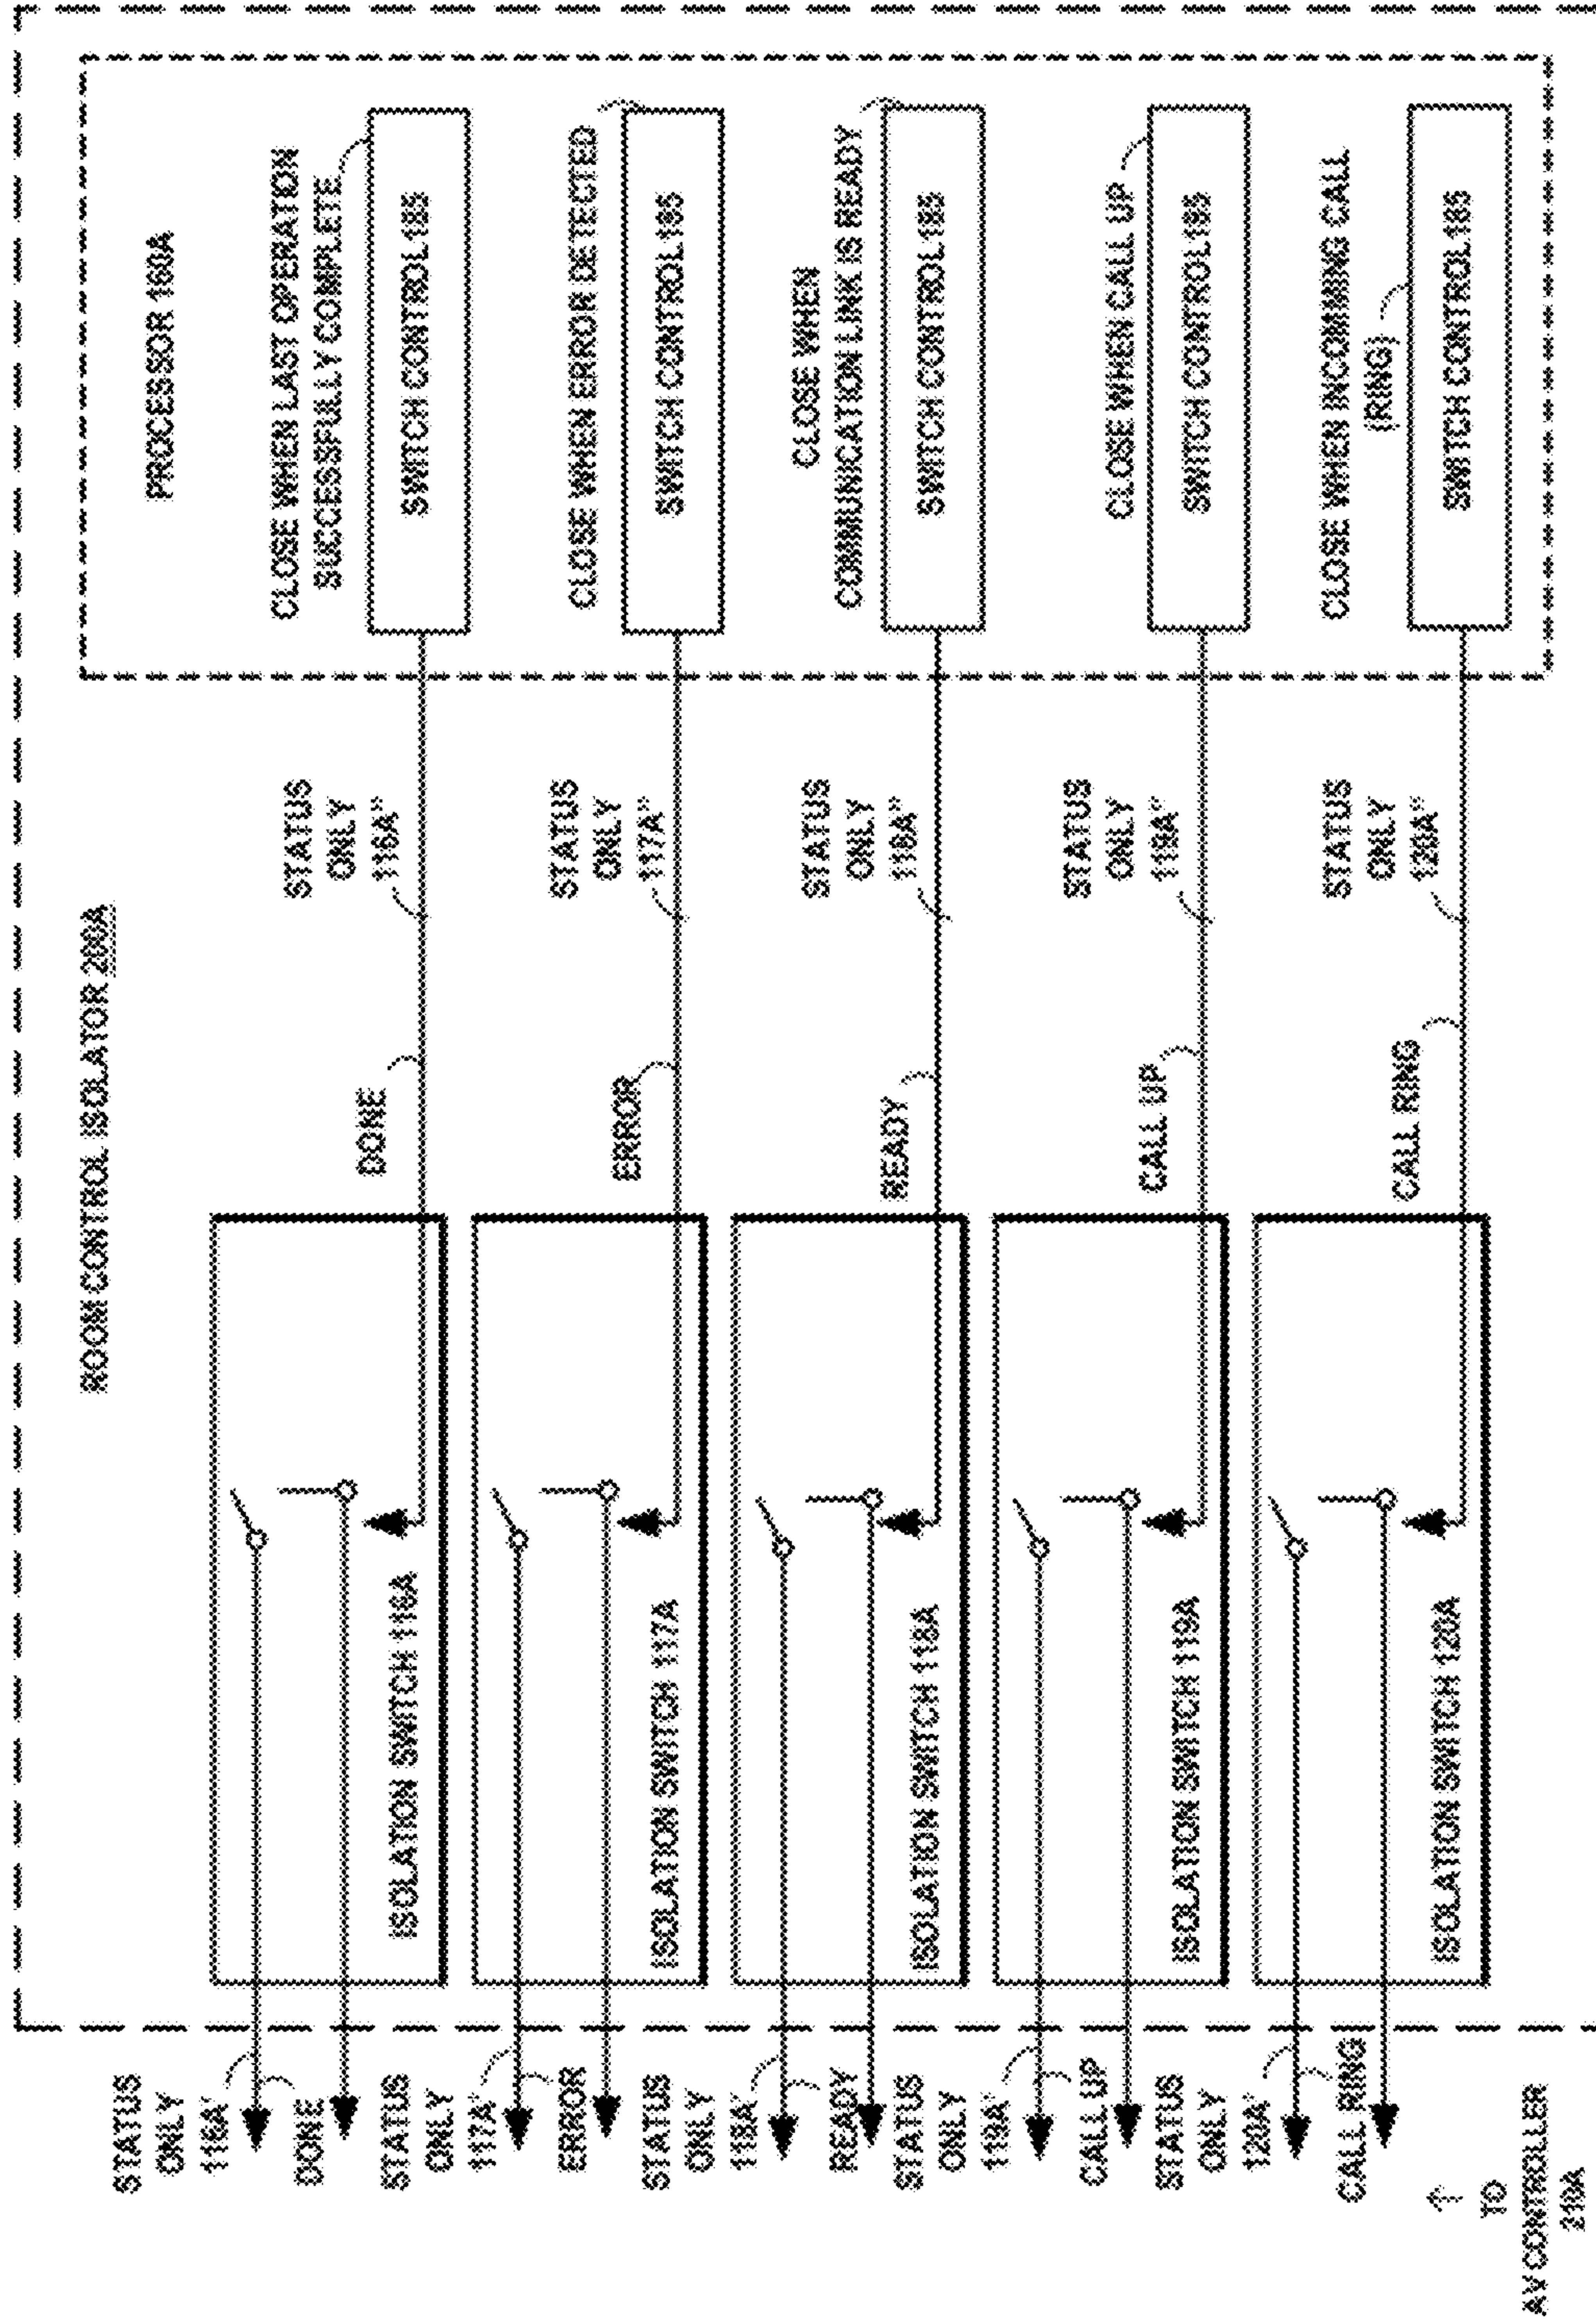 ROOM CONTROL ISOLATOR 200A
PROCESSOR 160A
STATUS
ONLY
116A'
DONE
ISOLATION SWITCH 116A
DONE
STATUS
ONLY
116A"
CLOSE WHEN LAST OPERATION
SUCCESSFULLY COMPLETE
SWITCH CONTROL 185
STATUS
ONLY
117A'
ERROR
ISOLATION SWITCH 117A
ERROR
STATUS
ONLY
117A"
CLOSE WHEN ERROR DETECTED
SWITCH CONTROL 185
STATUS
ONLY
118A'
READY
ISOLATION SWITCH 118A
READY
STATUS
ONLY
118A"
CLOSE WHEN
COMMUNICATION LINK IS READY
SWITCH CONTROL 185
STATUS
ONLY
119A'
CALL UP
ISOLATION SWITCH 119A
CALL UP
STATUS
ONLY
119A"
CLOSE WHEN CALL UP
SWITCH CONTROL 185
STATUS
ONLY
120A'
CALL RING
ISOLATION SWITCH 120A
CALL RING
STATUS
ONLY
120A"
CLOSE WHEN INCOMMING CALL
(RING)
SWITCH CONTROL 185
TO
AV CONTROLLER
210A